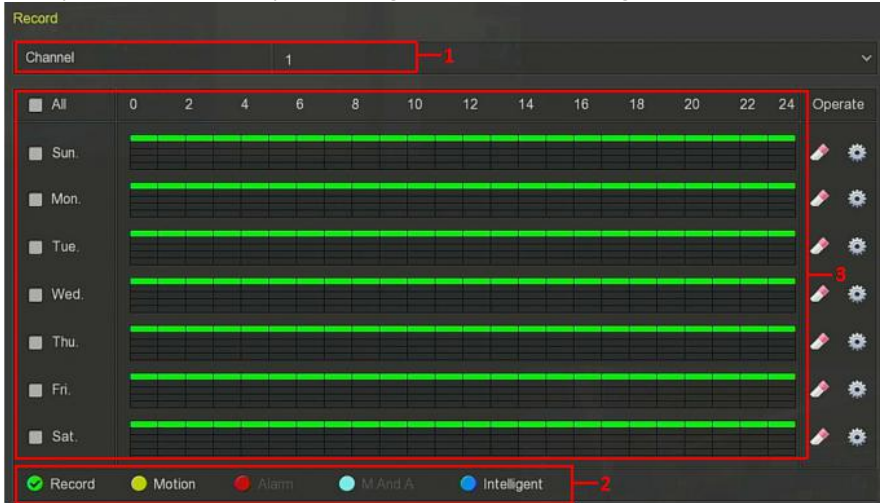 Record
Channel 1
1
All 0 2 4 6 8 10 12 14 16 18 20 22 24 Operate
Sun.
Mon.
Tue.
Wed.
3
Thu.
Fri.
Sat.
Record Motion Alarm M And A Intelligent
2